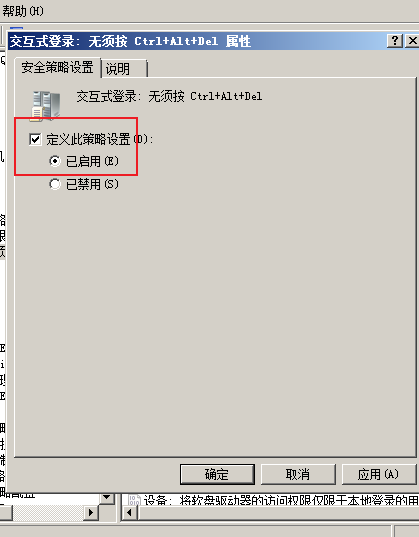 帮助(H)
交互式登录: 无须按 Ctrl+Alt+Del 属性
安全策略设置
说明
交互式登录: 无须按 Ctrl+Alt+Del
定义此策略设置(D):
已启用(E)
已禁用(S)
确定
取消
应用(A)
设备: 将软盘驱动器的访问权限仅限于本地登录的用